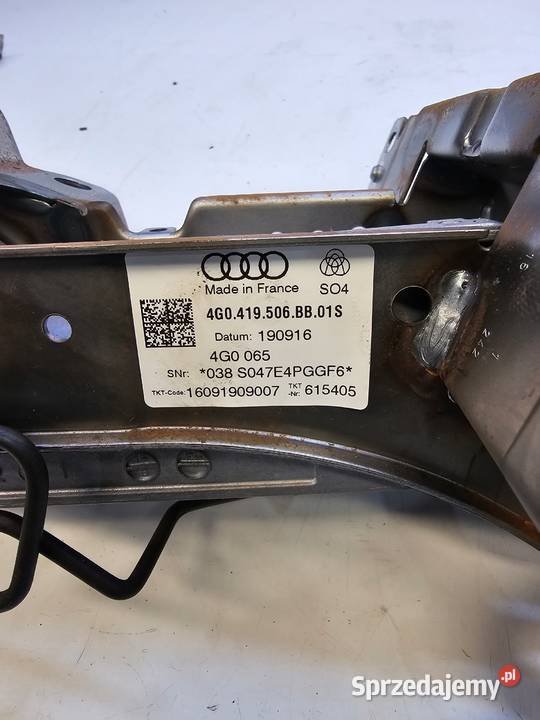 Made in France SO4
4G0.419.506.BB.01S
Datum: 190916
4G0 065
SNr: *038 S047E4PGGF6*
TKT-Code: 16091909007 TKT-Nr: 615405
Sprzedajemy.pl